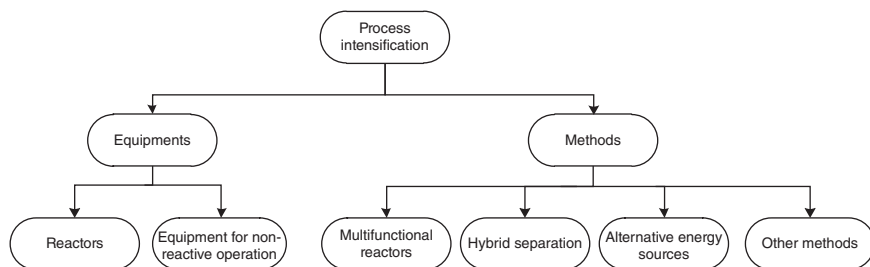 Process
intensification
Equipments
Methods
Reactors
Equipment for non-
reactive operation
Multifunctional
reactors
Hybrid separation
Alternative energy
sources
Other methods